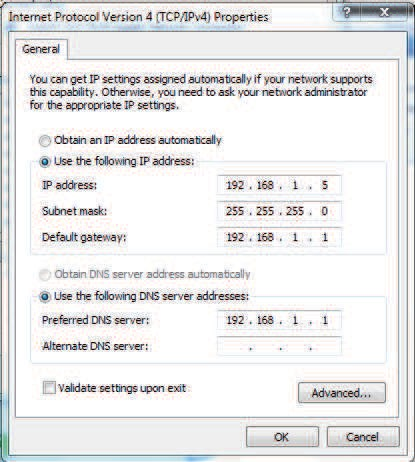 Internet Protocol Version 4 (TCP/IPv4) Properties
? X
General
You can get IP settings assigned automatically if your network supports
this capability. Otherwise, you need to ask your network administrator
for the appropriate IP settings.
Obtain an IP address automatically
Use the following IP address:
IP address: 192 . 168 . 1 . 5
Subnet mask: 255 . 255 . 255 . 0
Default gateway: 192 . 168 . 1 . 1
Obtain DNS server address automatically
Use the following DNS server addresses:
Preferred DNS server: 192 . 168 . 1 . 1
Alternate DNS server: . . .
Validate settings upon exit
Advanced...
OK Cancel